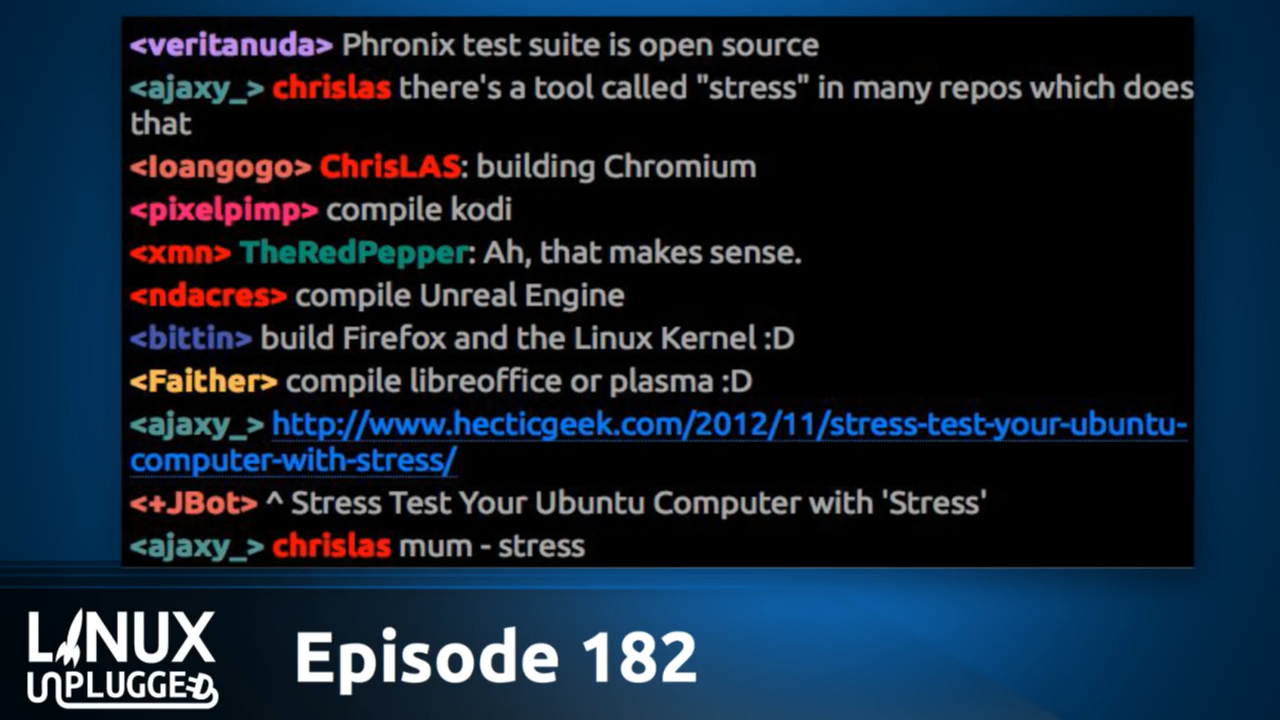 <veritanuda> Phronix test suite is open source
<ajaxy_> chrislas there's a tool called "stress" in many repos which does
that
<Ioangogo> ChrisLAS: building Chromium
<pixelpimp> compile kodi
<xmn> TheRedPepper: Ah, that makes sense.
<ndacres> compile Unreal Engine
<bittin> build Firefox and the Linux Kernel :D
<Faither> compile libreoffice or plasma :D
<ajaxy_> http://www.hecticgeek.com/2012/11/stress-test-your-ubuntu-
computer-with-stress/
<+JBot> ^ Stress Test Your Ubuntu Computer with 'Stress'
<ajaxy_> chrislas mum - stress
LINUX
UNPLUGGED
Episode 182